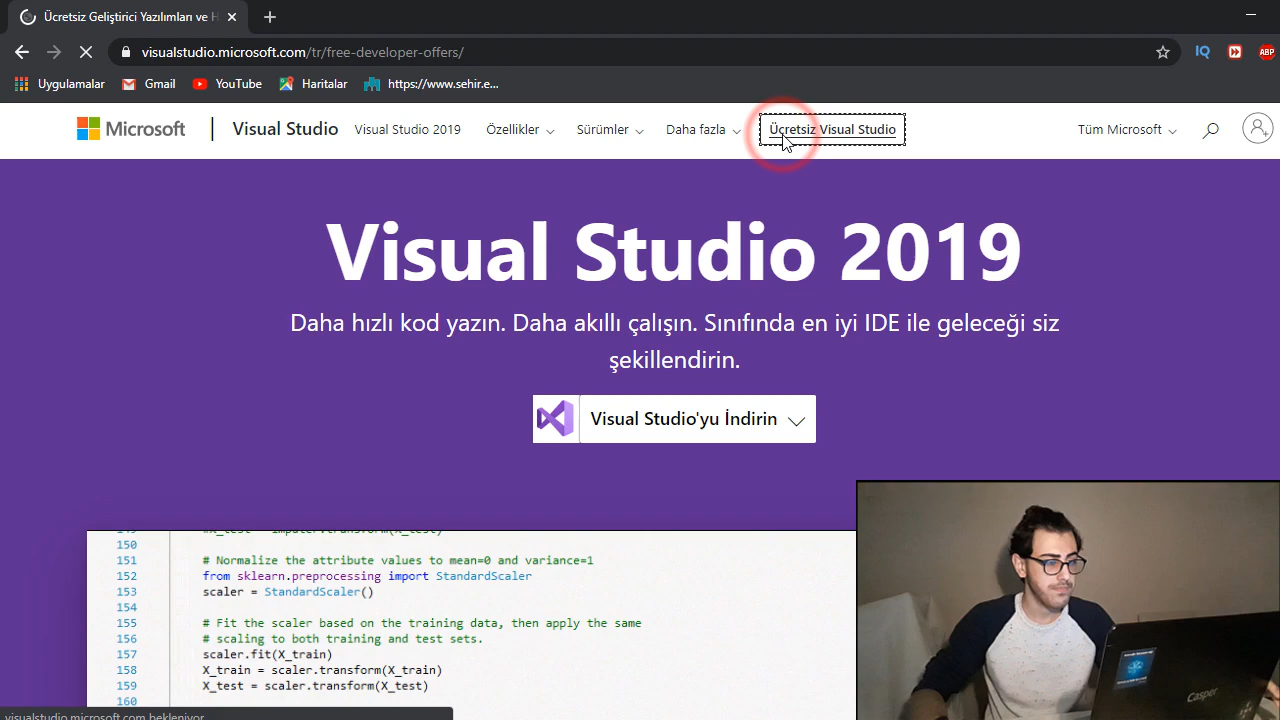 Ücretsiz Geliştirici Yazılımları ve H
visualstudio.microsoft.com/tr/free-developer-offers/
IQ
ABP
Uygulamalar Gmail YouTube Haritalar https://www.sehir.e...
Microsoft Visual Studio Visual Studio 2019 Özellikler Sürümler Daha fazla Ücretsiz Visual Studio Tüm Microsoft
Visual Studio 2019
Daha hızlı kod yazın. Daha akıllı çalışın. Sınıfında en iyi IDE ile geleceği siz
şekillendirin.
Visual Studio'yu İndirin
150
151 # Normalize the attribute values to mean=0 and variance=1
152 from sklearn.preprocessing import StandardScaler
153 scaler = StandardScaler()
154
155 # Fit the scaler based on the training data, then apply the same
156 # scaling to both training and test sets.
157 scaler.fit(X_train)
158 X_train = scaler.transform(X_train)
159 X_test = scaler.transform(X_test)
160
visualstudio.microsoft.com bekleniyor
Casper